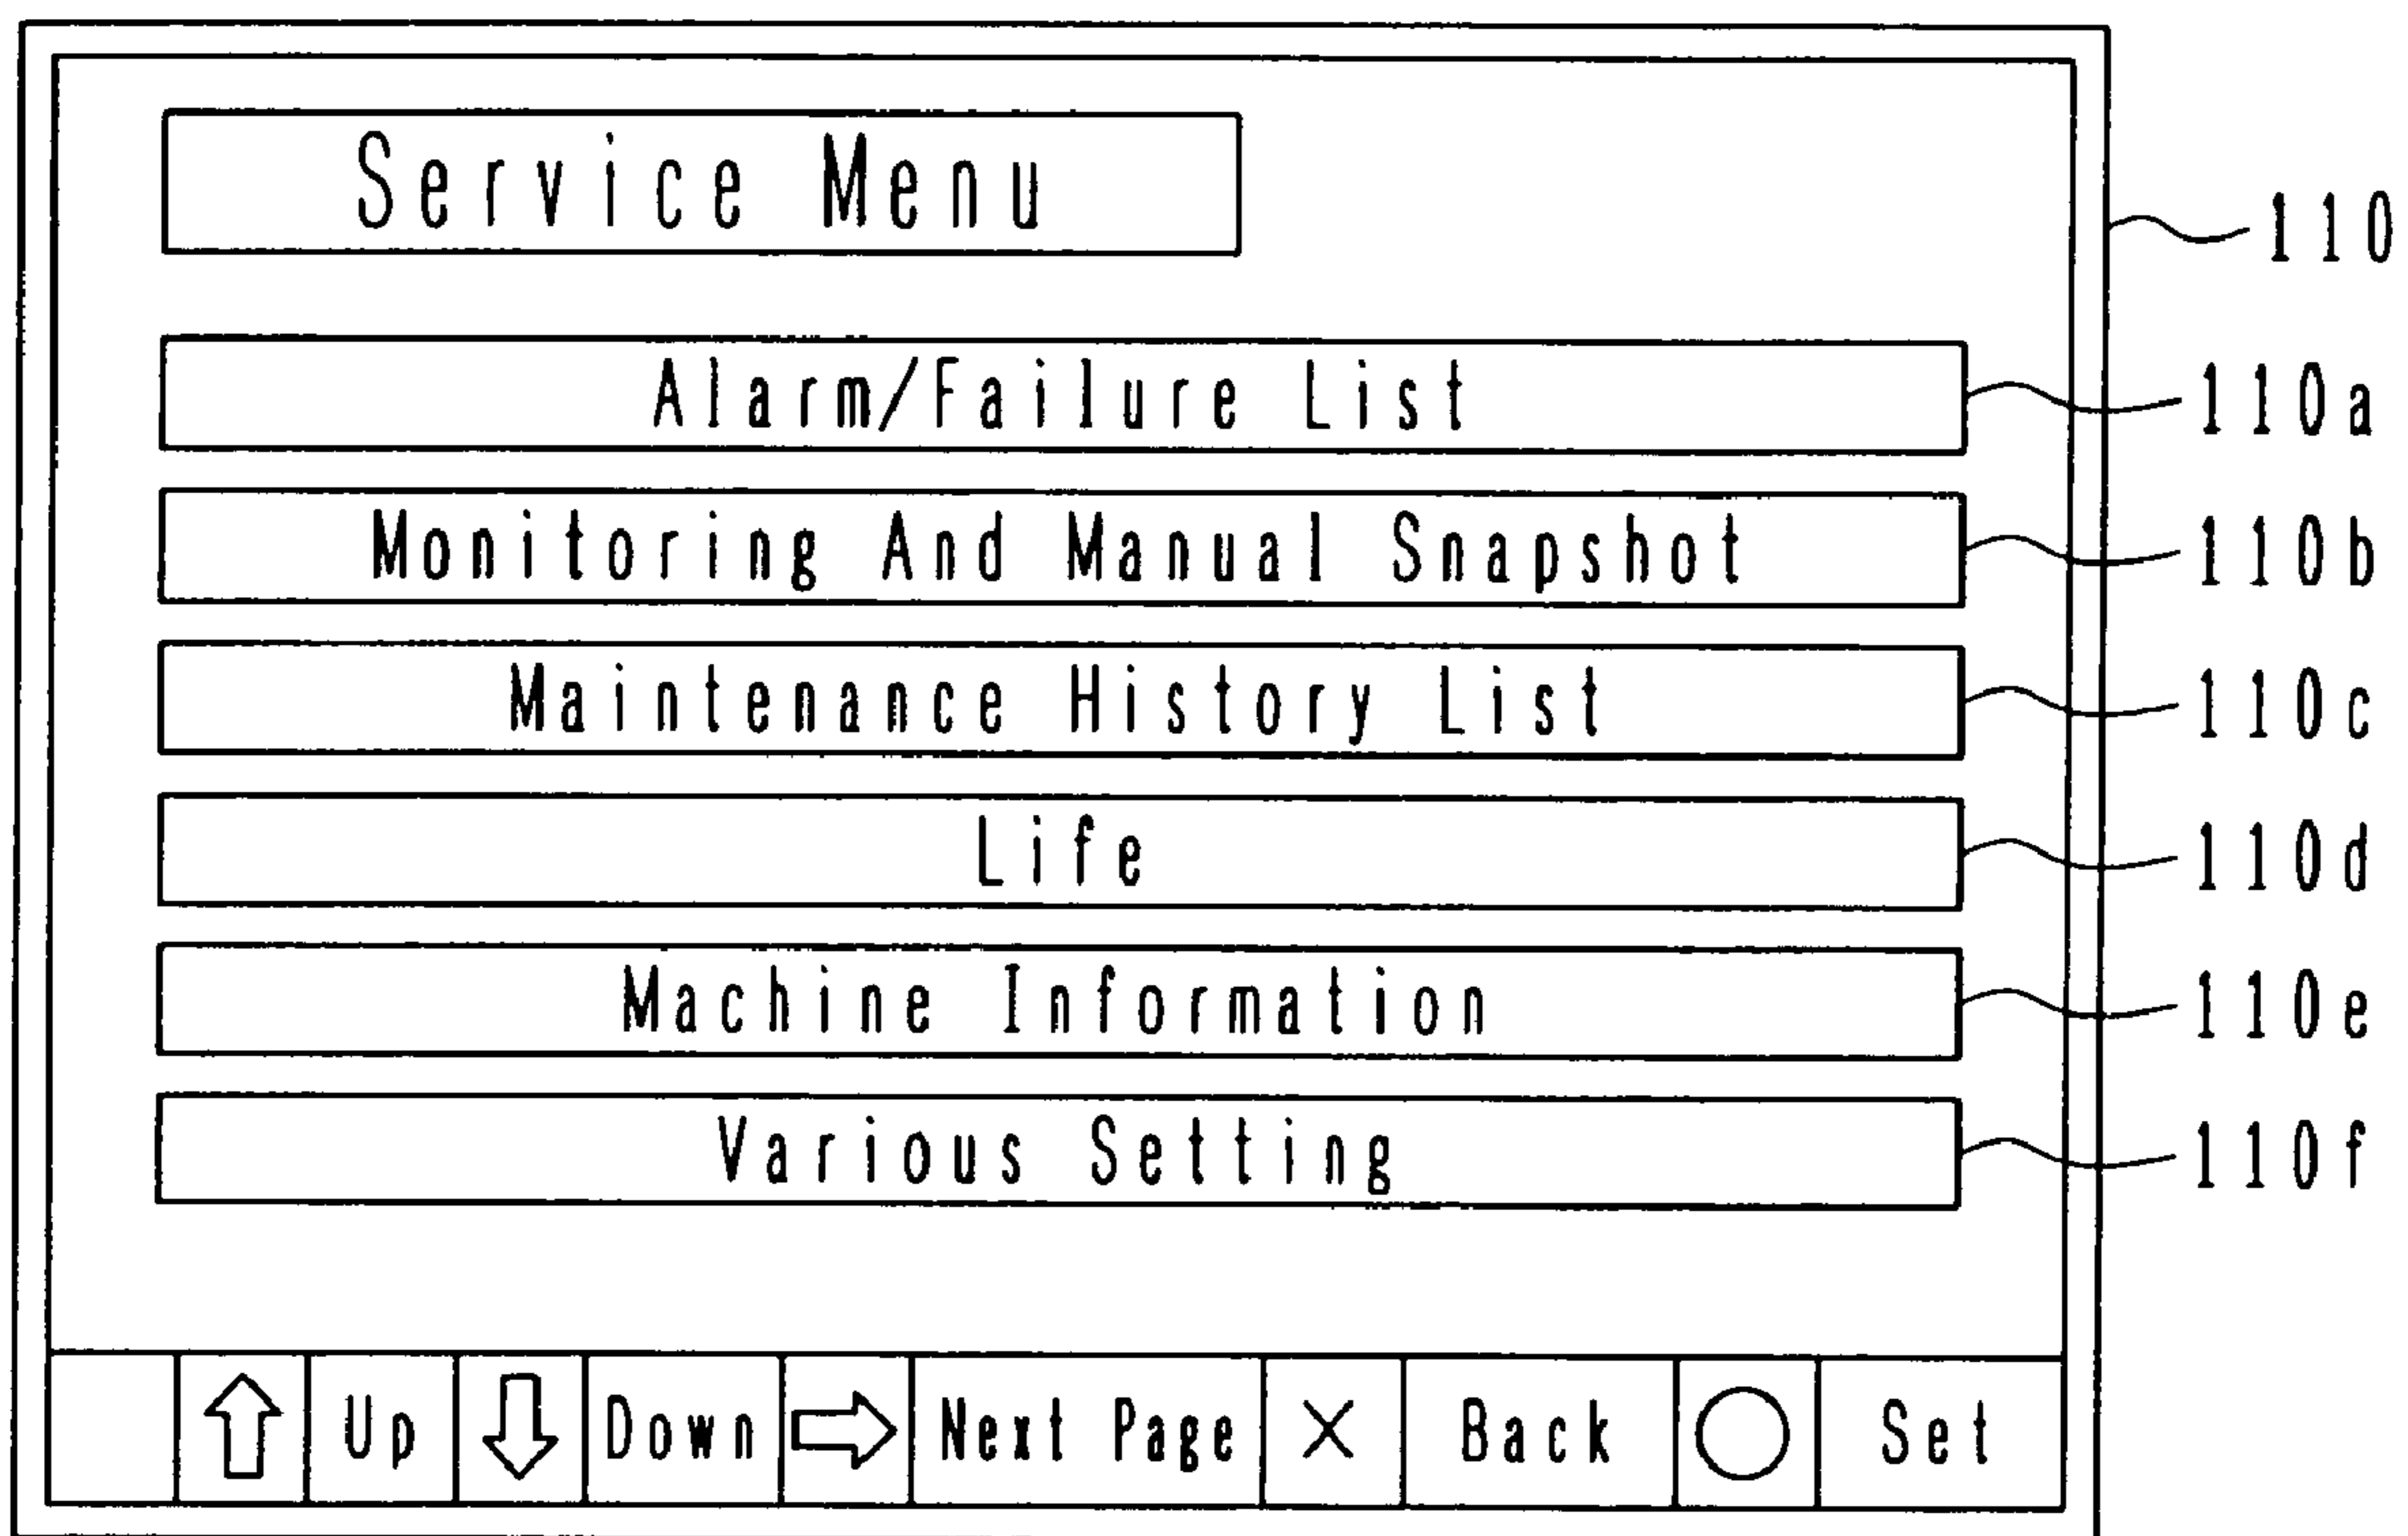 Service Menu
110
Alarm/Failure List 110a
Monitoring And Manual Snapshot 110b
Maintenance History List 110c
Life 110d
Machine Information 110e
Various Setting 110f
Up Down Next Page X Back Set